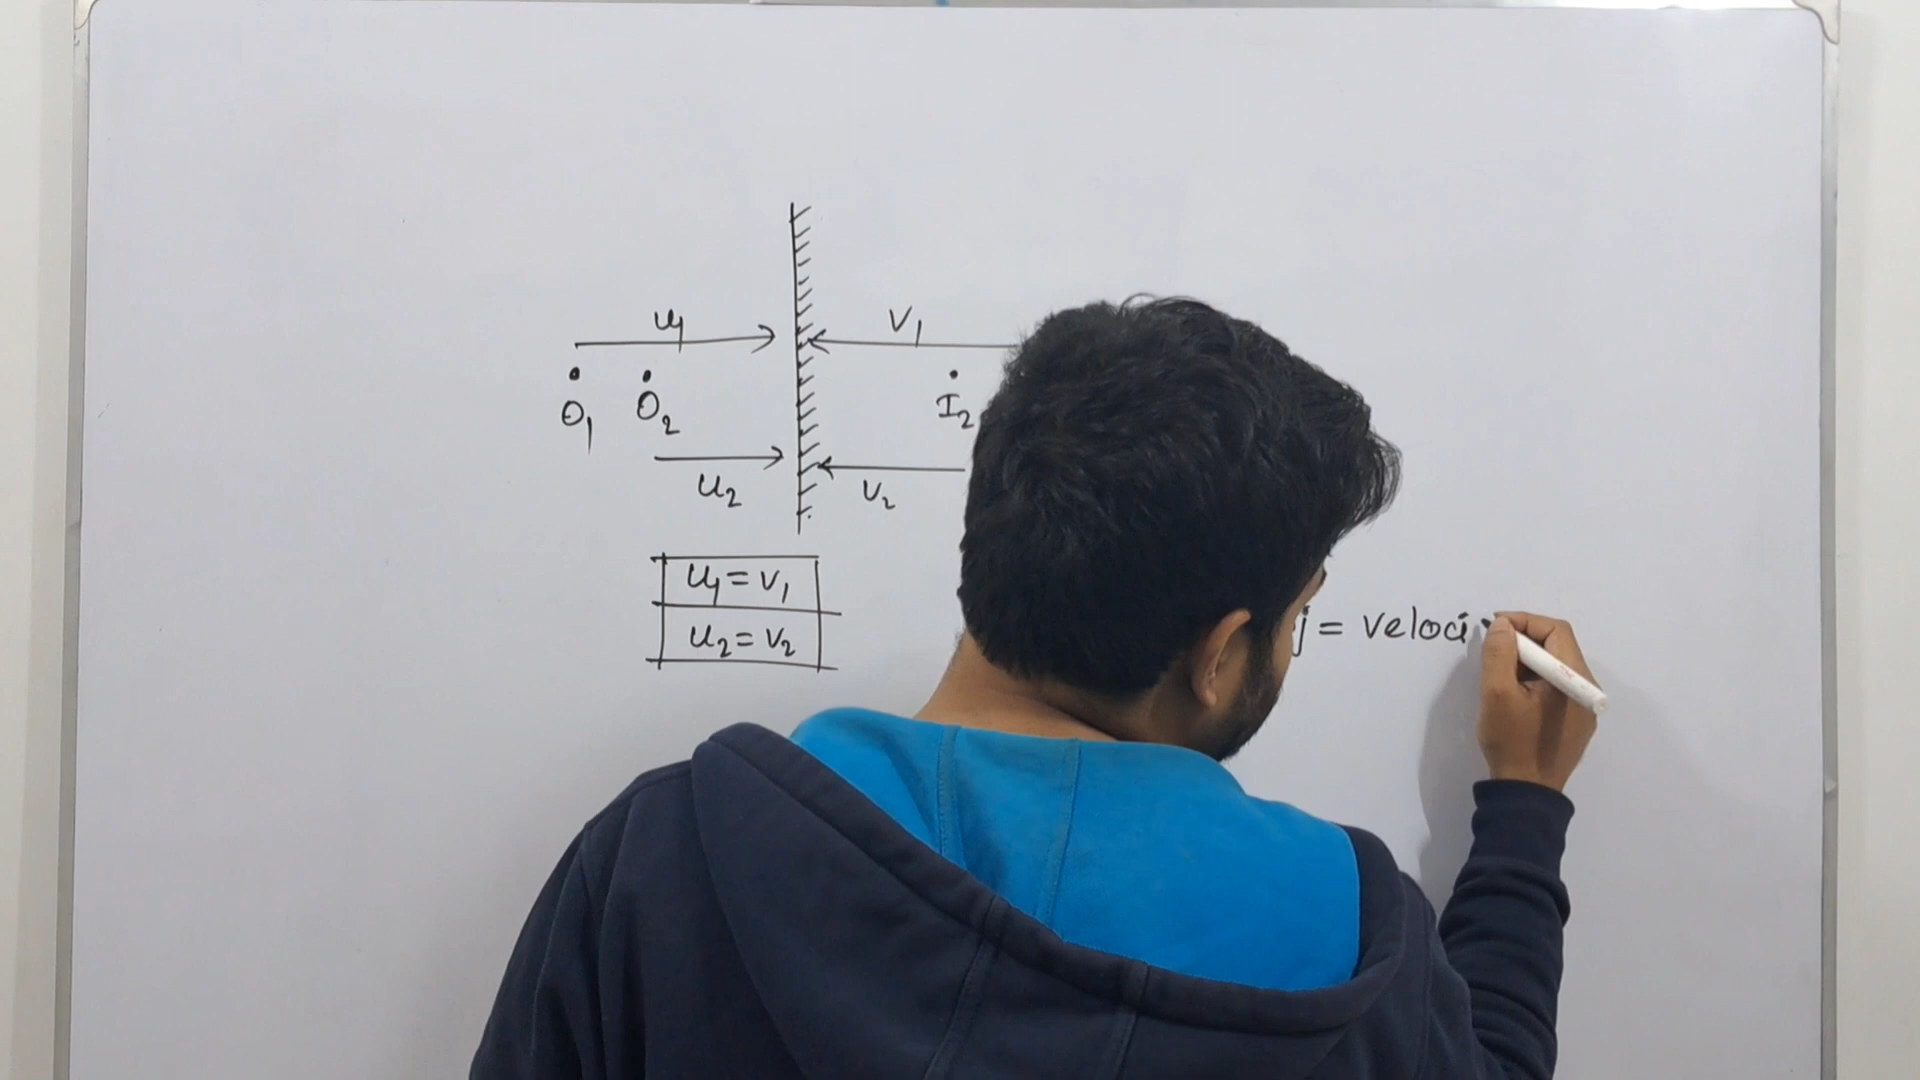 u₁ v₁
O₁ O₂ I₂
u₂ v₂
u₁ = v₁
u₂ = v₂
j = veloci